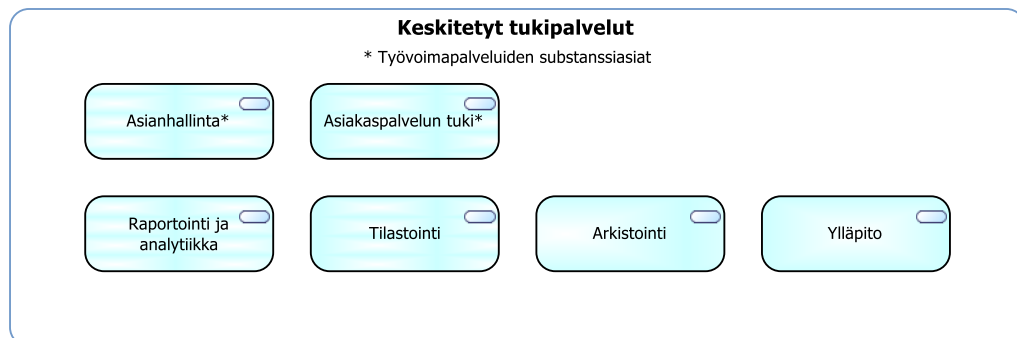 Keskitetyt tukipalvelut
* Työvoimapalveluiden substanssiasiat
Asianhallinta*
Asiakaspalvelun tuki*
Raportointi ja
analytiikka
Tilastointi
Arkistointi
Ylläpito